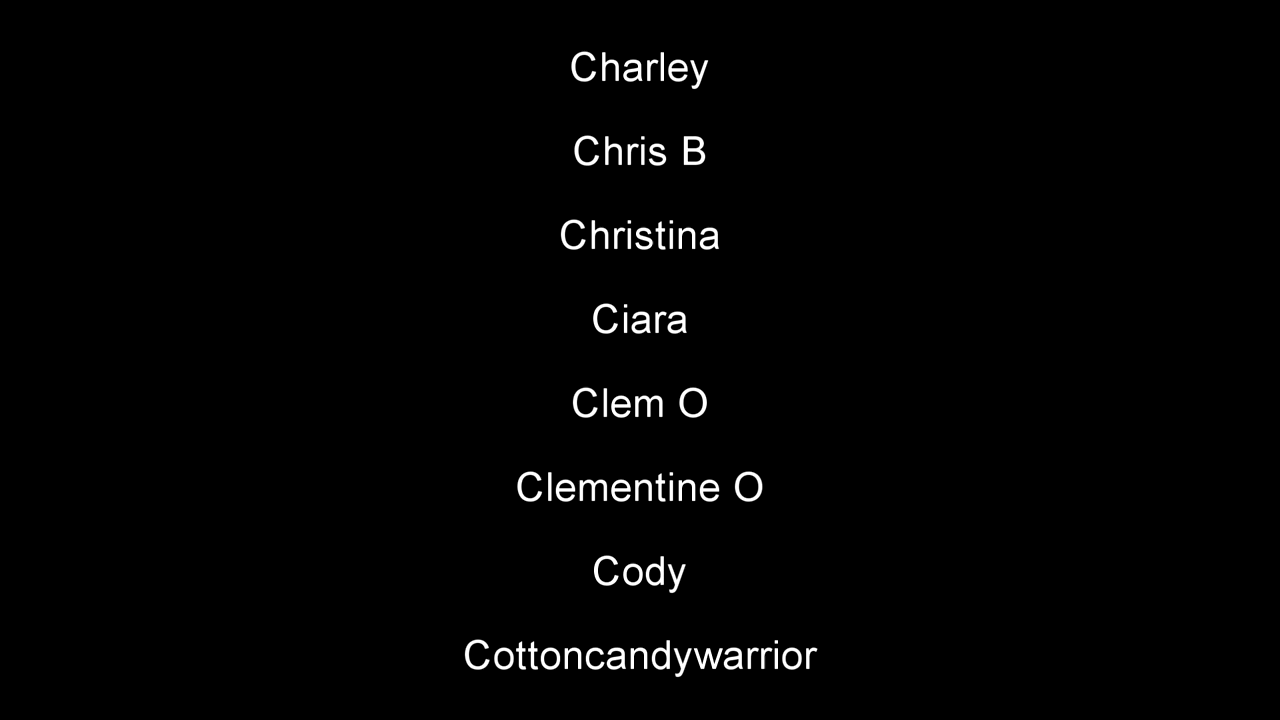 Charley
Chris B
Christina
Ciara
Clem O
Clementine O
Cody
Cottoncandywarrior